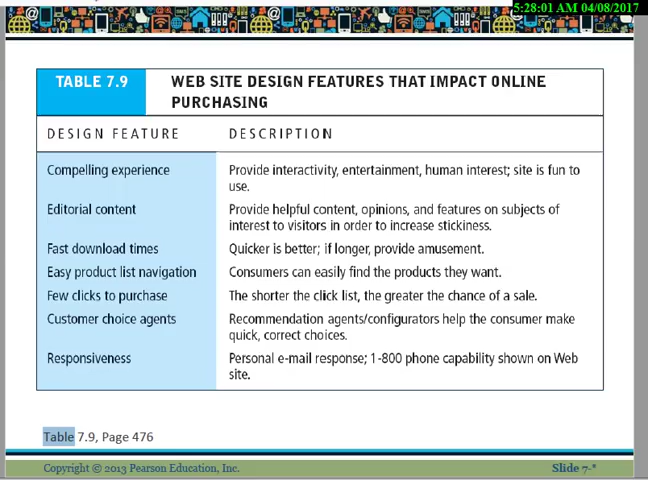 5:28:01 AM 04/08/2017
TABLE 7.9 WEB SITE DESIGN FEATURES THAT IMPACT ONLINE
PURCHASING
DESIGN FEATURE DESCRIPTION
Compelling experience Provide interactivity, entertainment, human interest; site is fun to
use.
Editorial content Provide helpful content, opinions, and features on subjects of
interest to visitors in order to increase stickiness.
Fast download times Quicker is better; if longer, provide amusement.
Easy product list navigation Consumers can easily find the products they want.
Few clicks to purchase The shorter the click list, the greater the chance of a sale.
Customer choice agents Recommendation agents/configurators help the consumer make
quick, correct choices.
Responsiveness Personal e-mail response; 1-800 phone capability shown on Web
site.
Table 7.9, Page 476
Copyright © 2013 Pearson Education, Inc. Slide 7-*